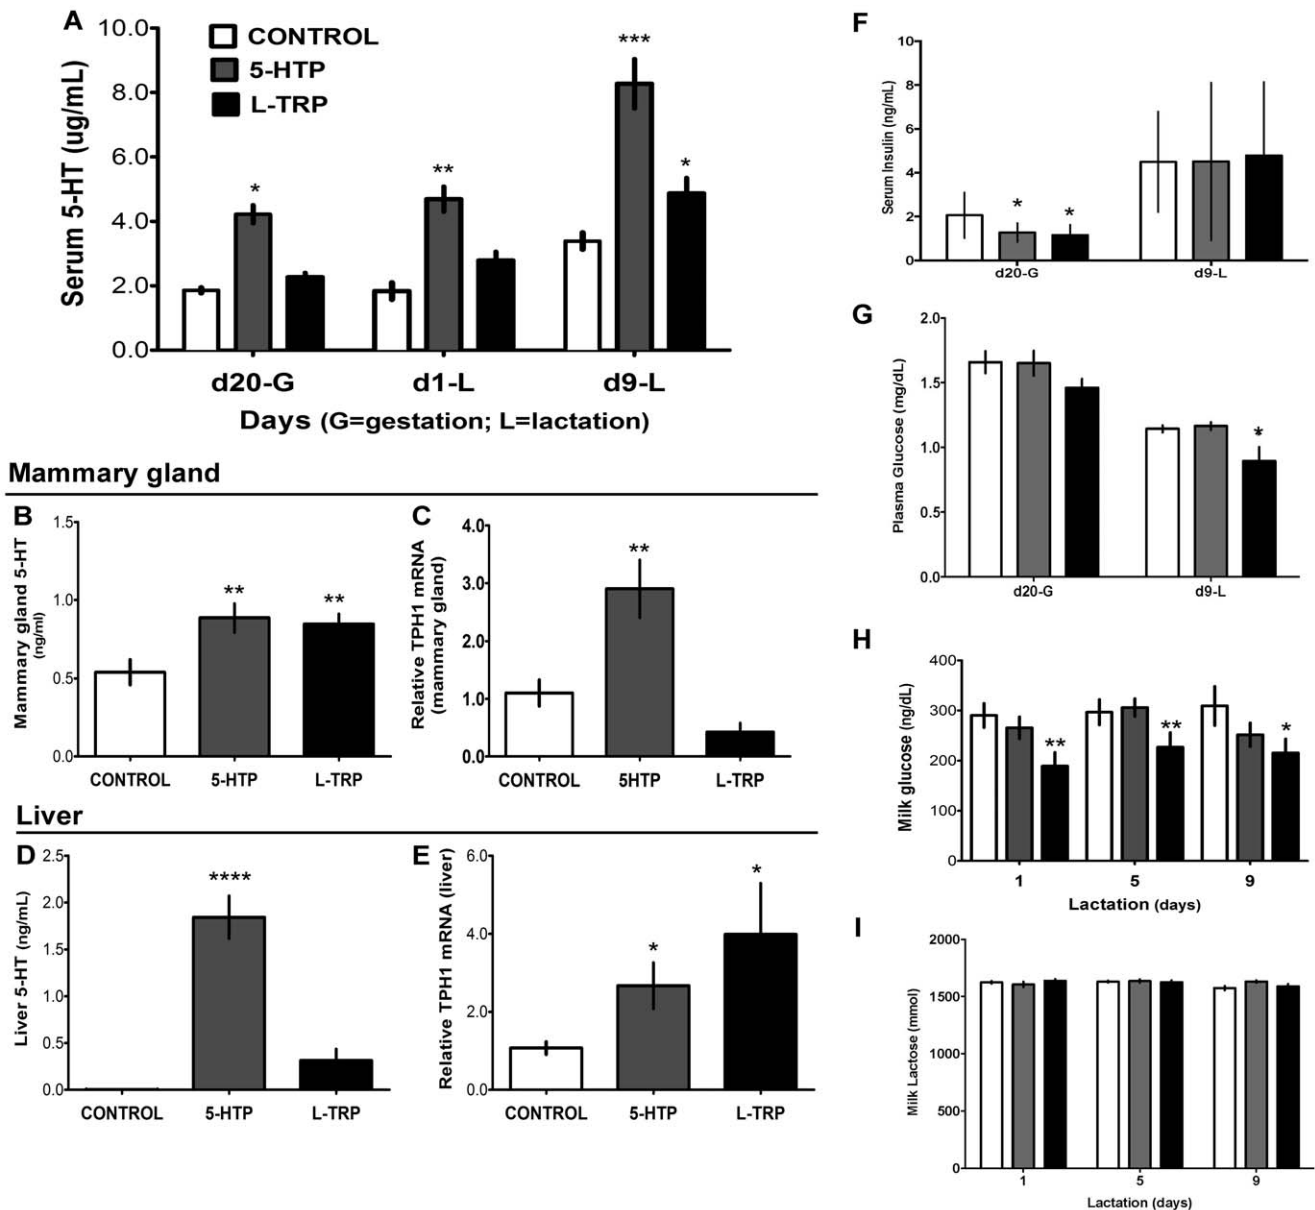 A
10.0
8.0
6.0
4.0
2.0
0.0
Serum 5-HT (ug/mL)
CONTROL
5-HTP
L-TRP
*
**
***
*
d20-G d1-L d9-L
Days (G=gestation; L=lactation)
Mammary gland
B
1.5
1.0
0.5
0.0
Mammary gland 5-HT
(ng/ml)
**
**
CONTROL 5-HTP L-TRP
C
4.0
3.0
2.0
1.0
0.0
Relative TPH1 mRNA
(mammary gland)
**
CONTROL 5HTP L-TRP
Liver
D
2.5
2.0
1.5
1.0
0.5
0.0
Liver 5-HT (ng/mL)
****
CONTROL 5-HTP L-TRP
E
6.0
4.0
2.0
0.0
Relative TPH1 mRNA (liver)
*
*
CONTROL 5-HTP L-TRP
F
10
8
6
4
2
0
Serum Insulin (ng/mL)
*
*
d20-G d9-L
G
2.0
1.5
1.0
0.5
0.0
Plasma Glucose (mg/dL)
*
d20-G d9-L
H
400
300
200
100
0
Milk glucose (ng/dL)
**
**
*
1 5 9
Lactation (days)
I
2000
1500
1000
500
0
Milk Lactose (mmol)
1 5 9
Lactation (days)